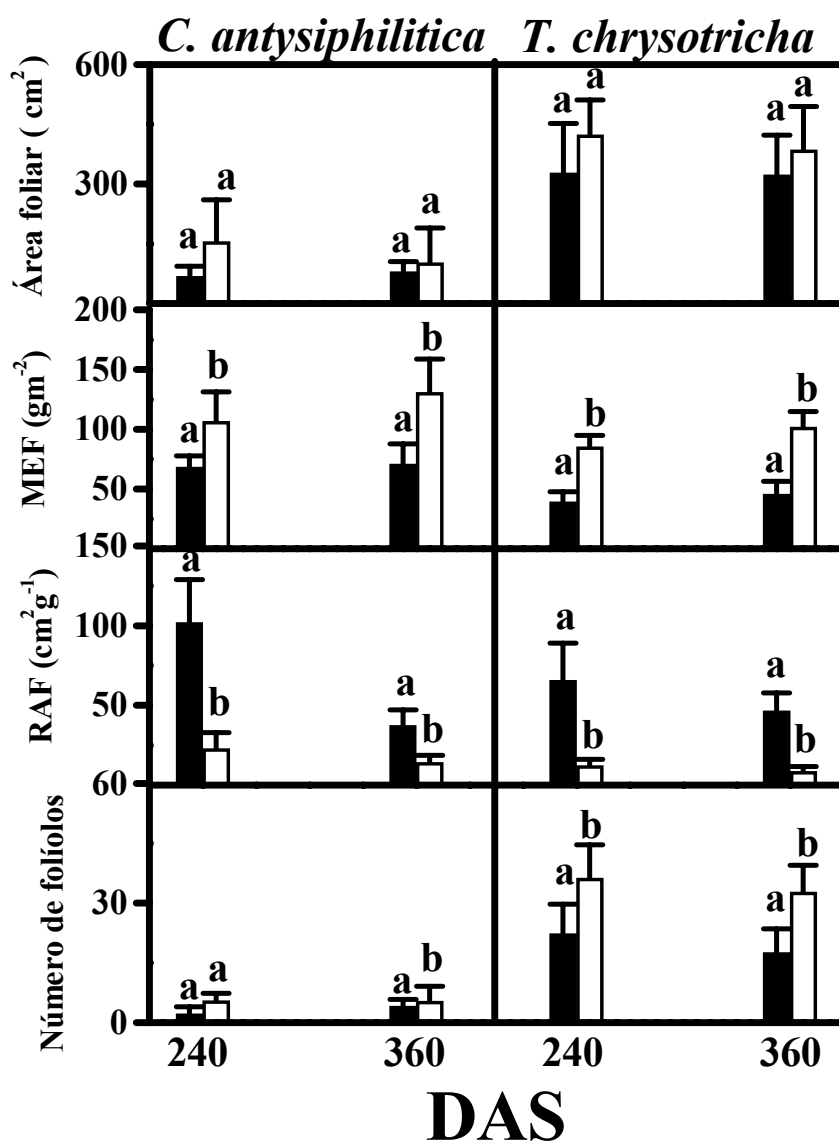 C. antysiphilitica T. chrysotricha
Área foliar ( cm²)
600
a a a a
a a a a
300
MEF (gm⁻²)
200
150
100
50
b b b b
a a a a
RAF (cm²g⁻¹)
150
100
50
a a a a
b b b b
Número de folíolos
60
30
0
a a a b a b a b
240 360 240 360
DAS